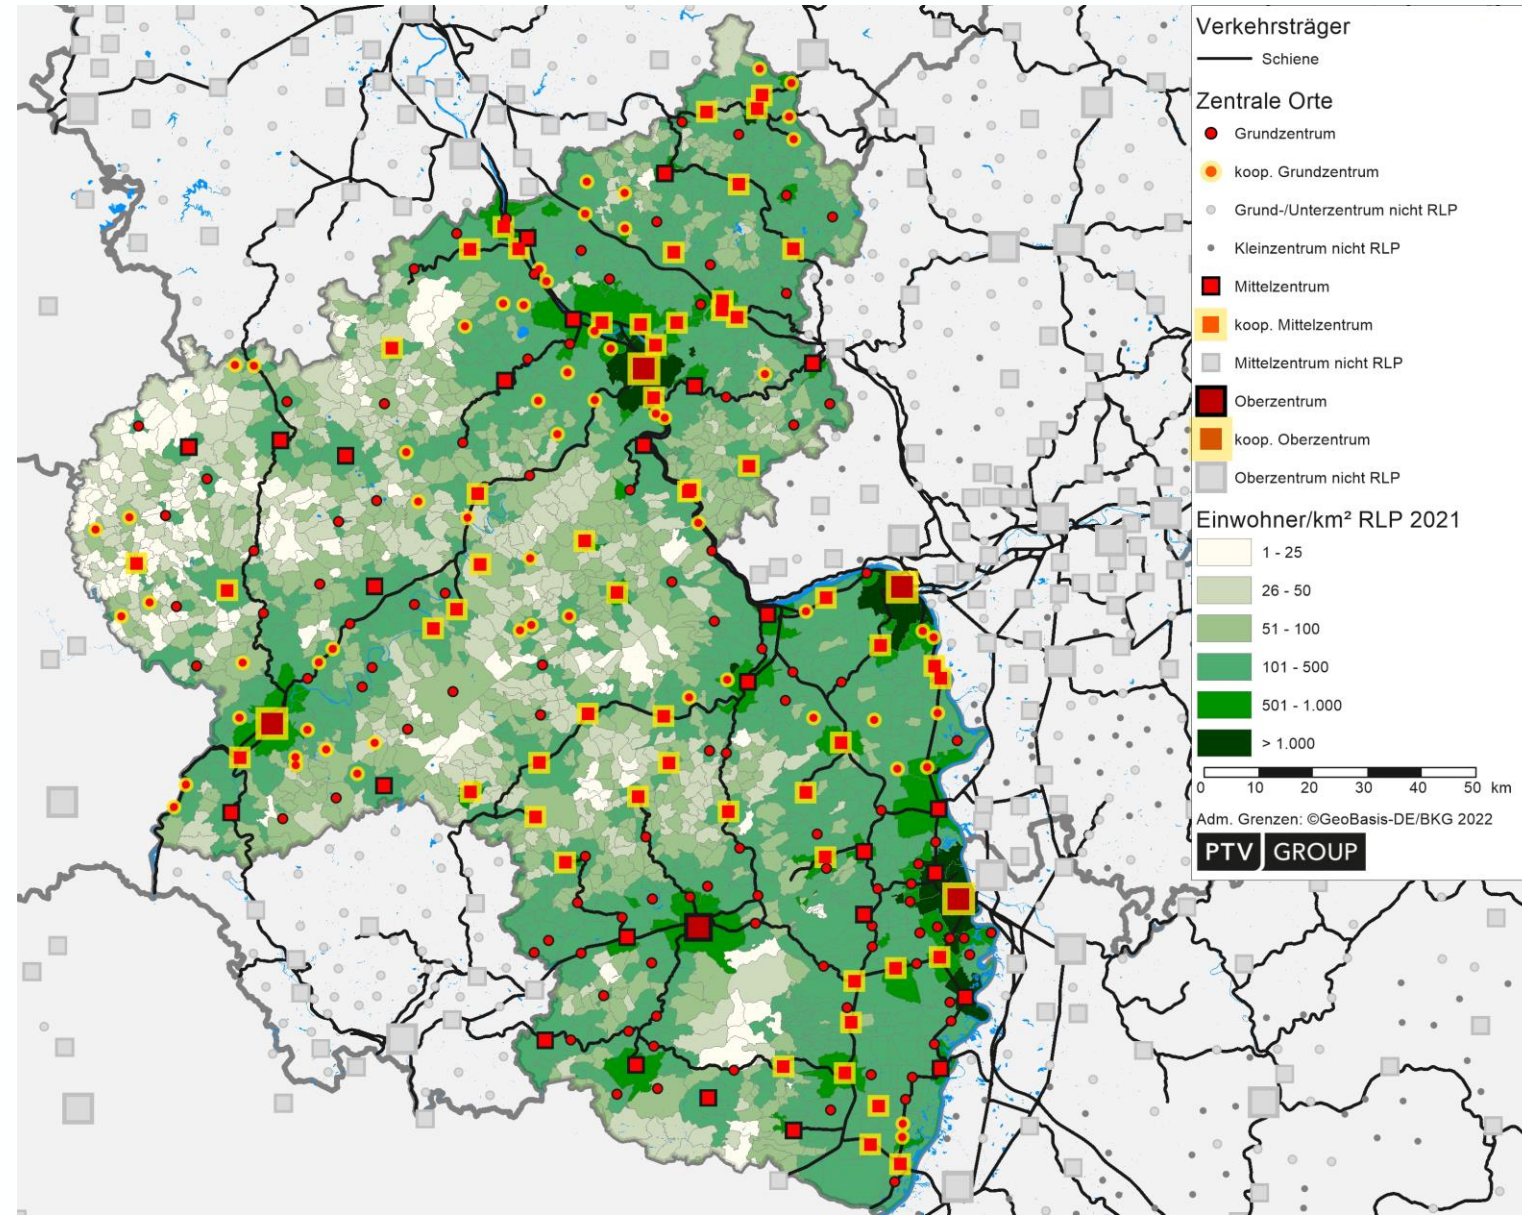 Verkehrsträger
Schiene
Zentrale Orte
Grundzentrum
koop. Grundzentrum
Grund-/Unterzentrum nicht RLP
Kleinzentrum nicht RLP
Mittelzentrum
koop. Mittelzentrum
Mittelzentrum nicht RLP
Oberzentrum
koop. Oberzentrum
Oberzentrum nicht RLP
Einwohner/km² RLP 2021
1 - 25
26 - 50
51 - 100
101 - 500
501 - 1.000
> 1.000
0 10 20 30 40 50 km
Adm. Grenzen: ©GeoBasis-DE/BKG 2022
PTV GROUP